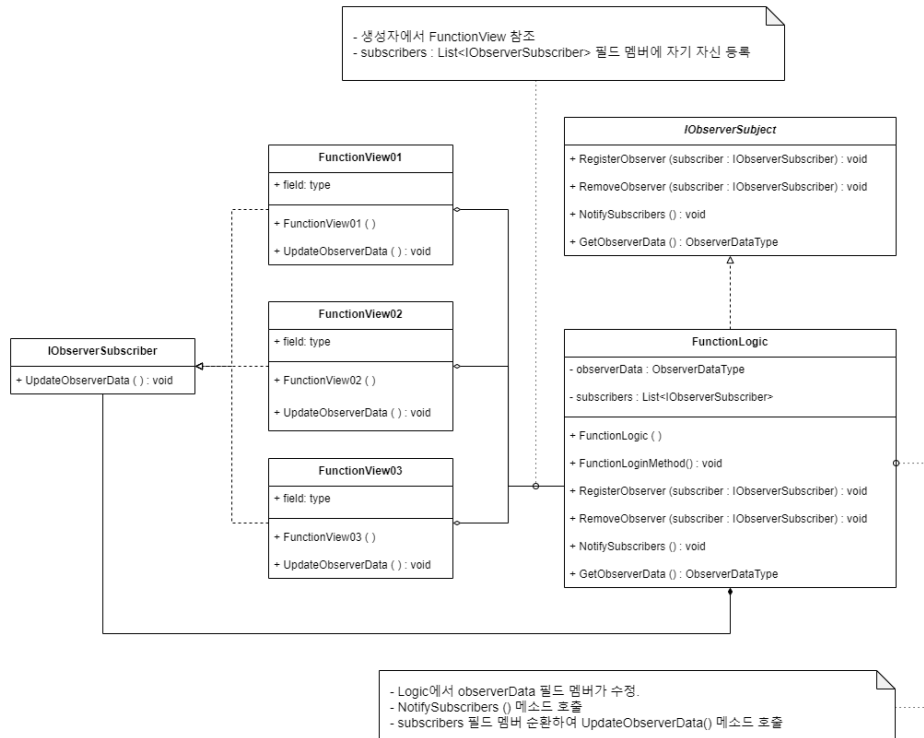 - 생성자에서 FunctionView 참조
- subscribers : List<IObserverSubscriber> 필드 멤버에 자기 자신 등록
IObserverSubject
+ RegisterObserver (subscriber : IObserverSubscriber) : void
+ RemoveObserver (subscriber : IObserverSubscriber) : void
+ NotifySubscribers () : void
+ GetObserverData() : ObserverDataType
FunctionView01
+ field: type
+ FunctionView01 ( )
+ UpdateObserverData ( ) : void
FunctionView02
+ field: type
+ FunctionView02 ( )
+ UpdateObserverData ( ) : void
IObserverSubscriber
+ UpdateObserverData ( ) : void
FunctionView03
+ field: type
+ FunctionView03 ( )
+ UpdateObserverData ( ) : void
FunctionLogic
- observerData : ObserverDataType
- subscribers : List<IObserverSubscriber>
+ FunctionLogic ( )
+ FunctionLoginMethod() : void
+ RegisterObserver (subscriber : IObserverSubscriber) : void
+ RemoveObserver (subscriber : IObserverSubscriber) : void
+ NotifySubscribers () : void
+ GetObserverData() : ObserverDataType
- Logic에서 observerData 필드 멤버가 수정.
- NotifySubscribers () 메소드 호출
- subscribers 필드 멤버 순환하여 UpdateObserverData() 메소드 호출